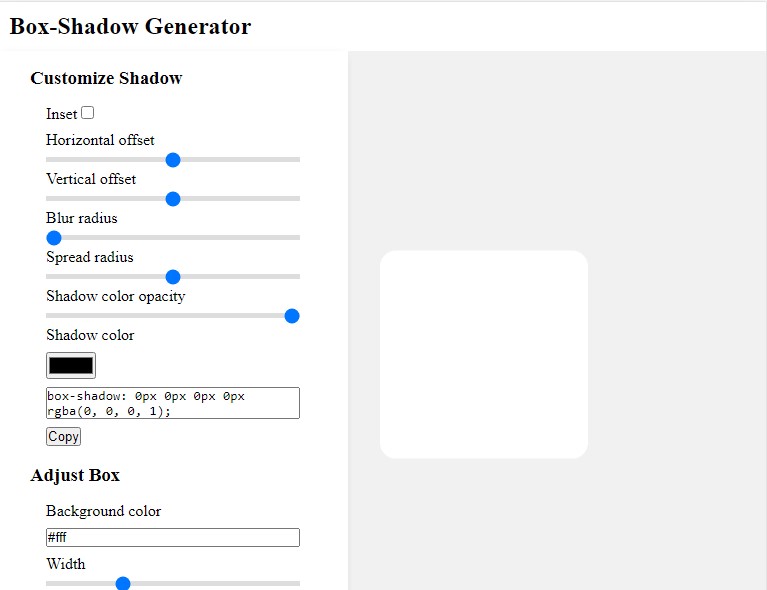 Box-Shadow Generator
Customize Shadow
Inset
Horizontal offset
Vertical offset
Blur radius
Spread radius
Shadow color opacity
Shadow color
box-shadow: 0px 0px 0px 0px
rgba(0, 0, 0, 1);
Copy
Adjust Box
Background color
#fff
Width